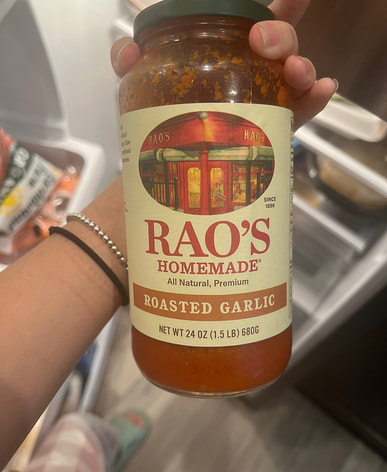 RAO'S RAO'S
SINCE
1896
RAO'S
HOMEMADE®
All Natural, Premium
ROASTED GARLIC
NET WT 24 OZ (1.5 LB) 680G